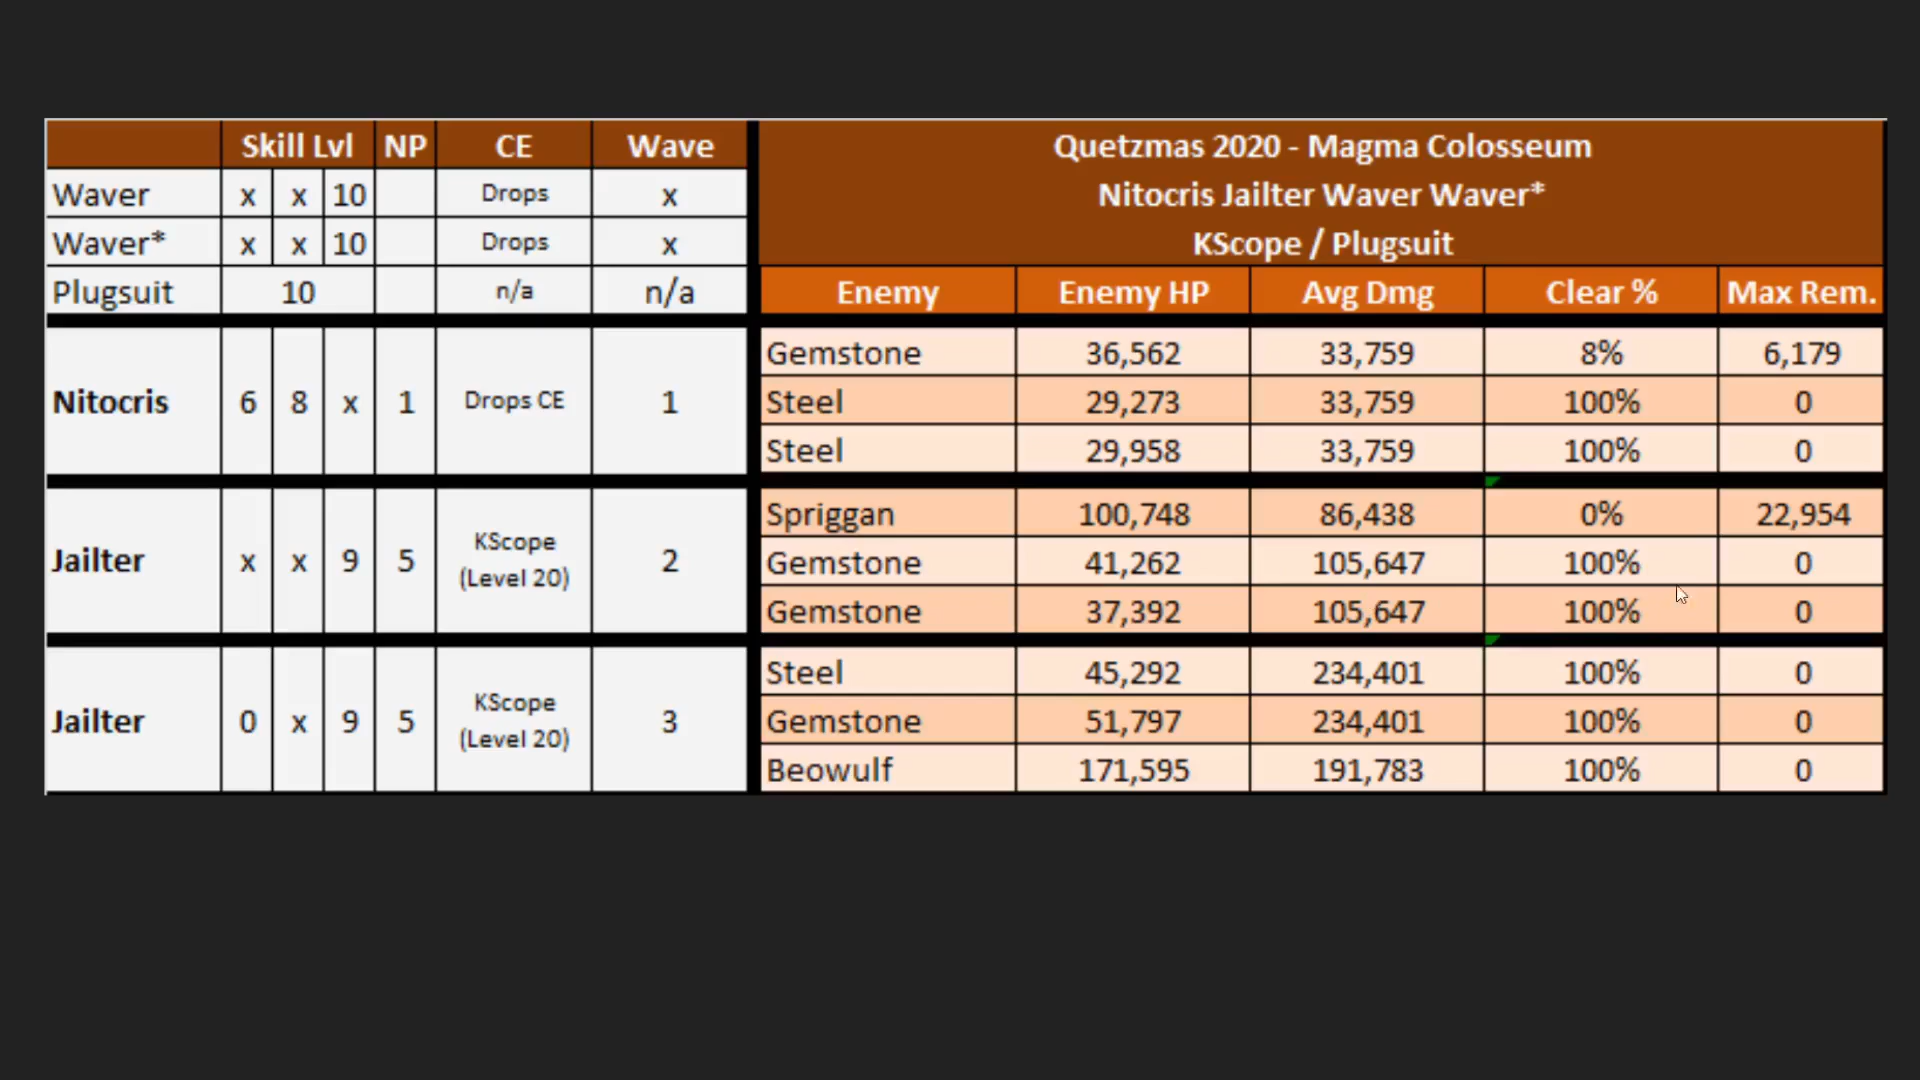 Skill Lvl NP CE Wave
Waver x x 10 Drops x
Waver* x x 10 Drops x
Plugsuit 10 n/a n/a
Quetzmas 2020 - Magma Colosseum
Nitocris Jailter Waver Waver*
KScope / Plugsuit
Enemy Enemy HP Avg Dmg Clear % Max Rem.
Nitocris 6 8 x 1 Drops CE 1
Gemstone 36,562 33,759 8% 6,179
Steel 29,273 33,759 100% 0
Steel 29,958 33,759 100% 0
Jailter x x 9 5 KScope (Level 20) 2
Spriggan 100,748 86,438 0% 22,954
Gemstone 41,262 105,647 100% 0
Gemstone 37,392 105,647 100% 0
Jailter 0 x 9 5 KScope (Level 20) 3
Steel 45,292 234,401 100% 0
Gemstone 51,797 234,401 100% 0
Beowulf 171,595 191,783 100% 0